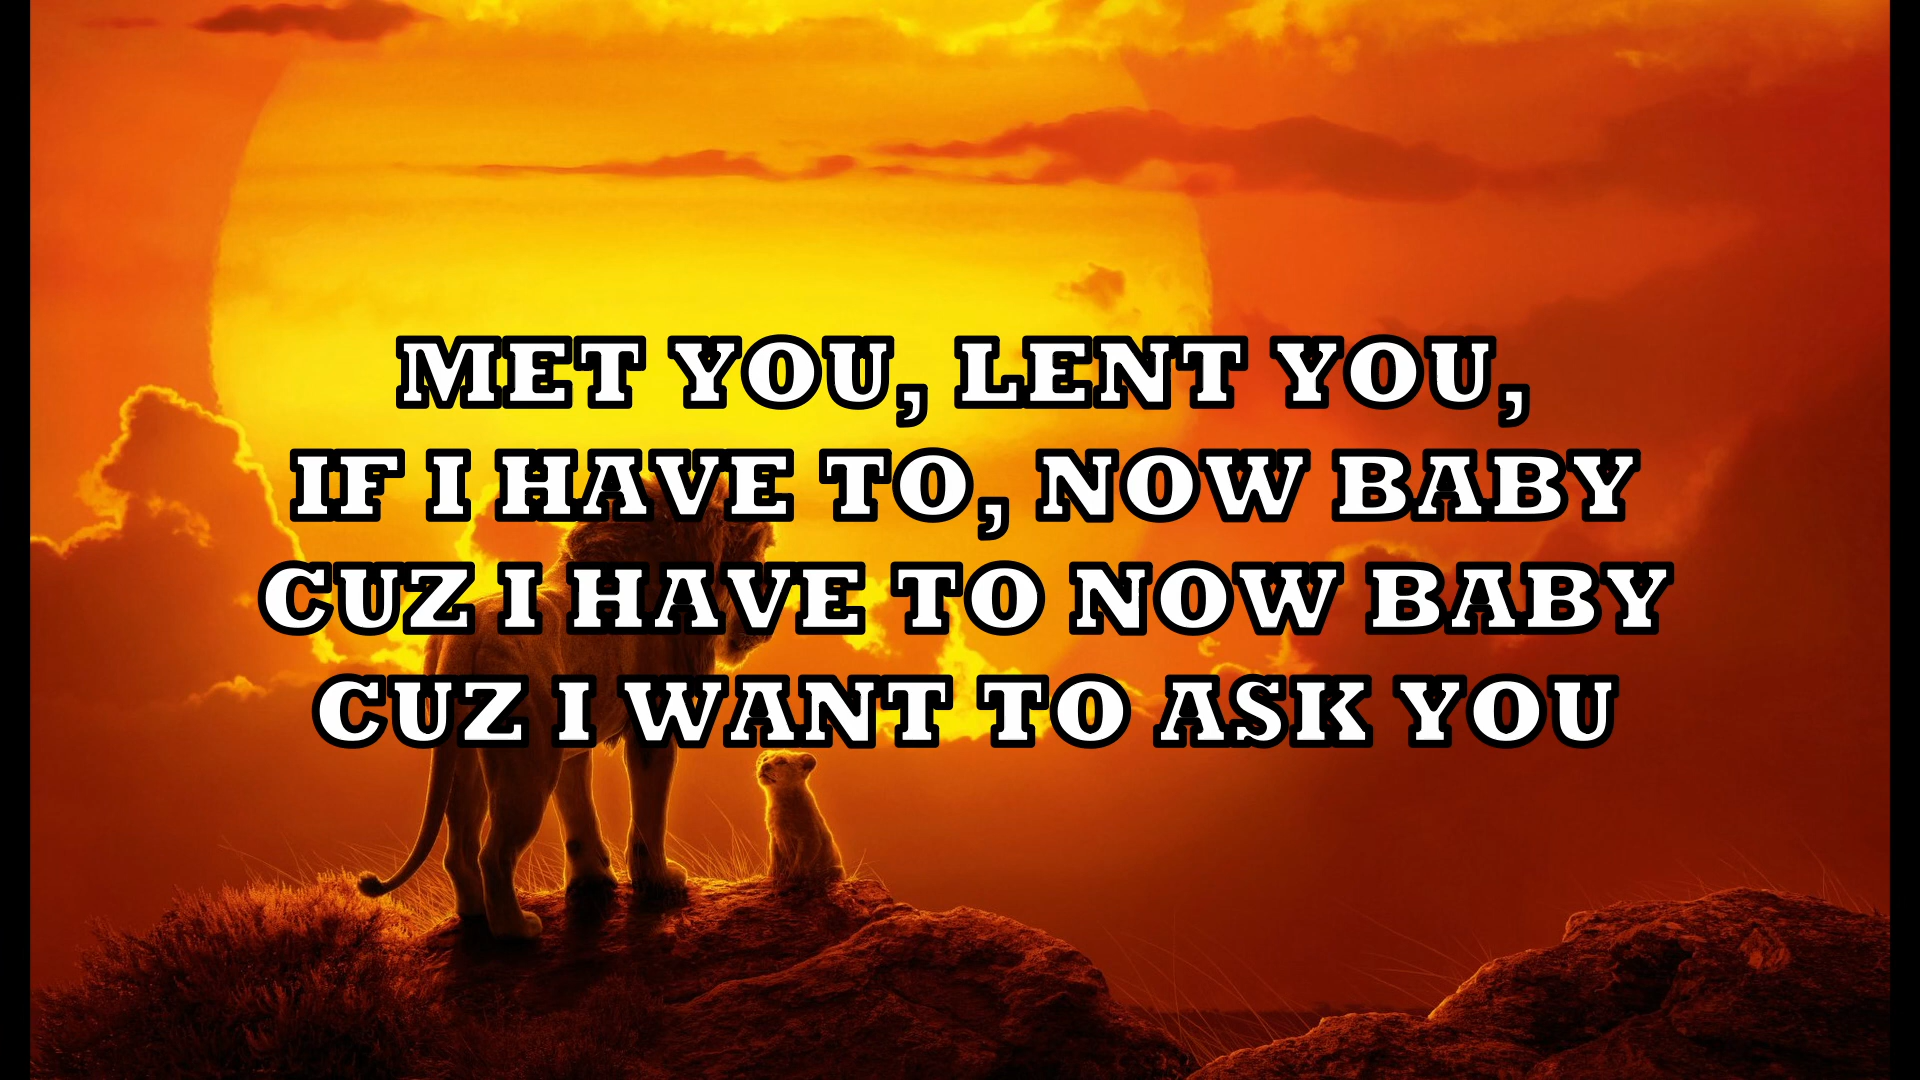 MET YOU, LENT YOU,
IF I HAVE TO, NOW BABY
CUZ I HAVE TO NOW BABY
CUZ I WANT TO ASK YOU